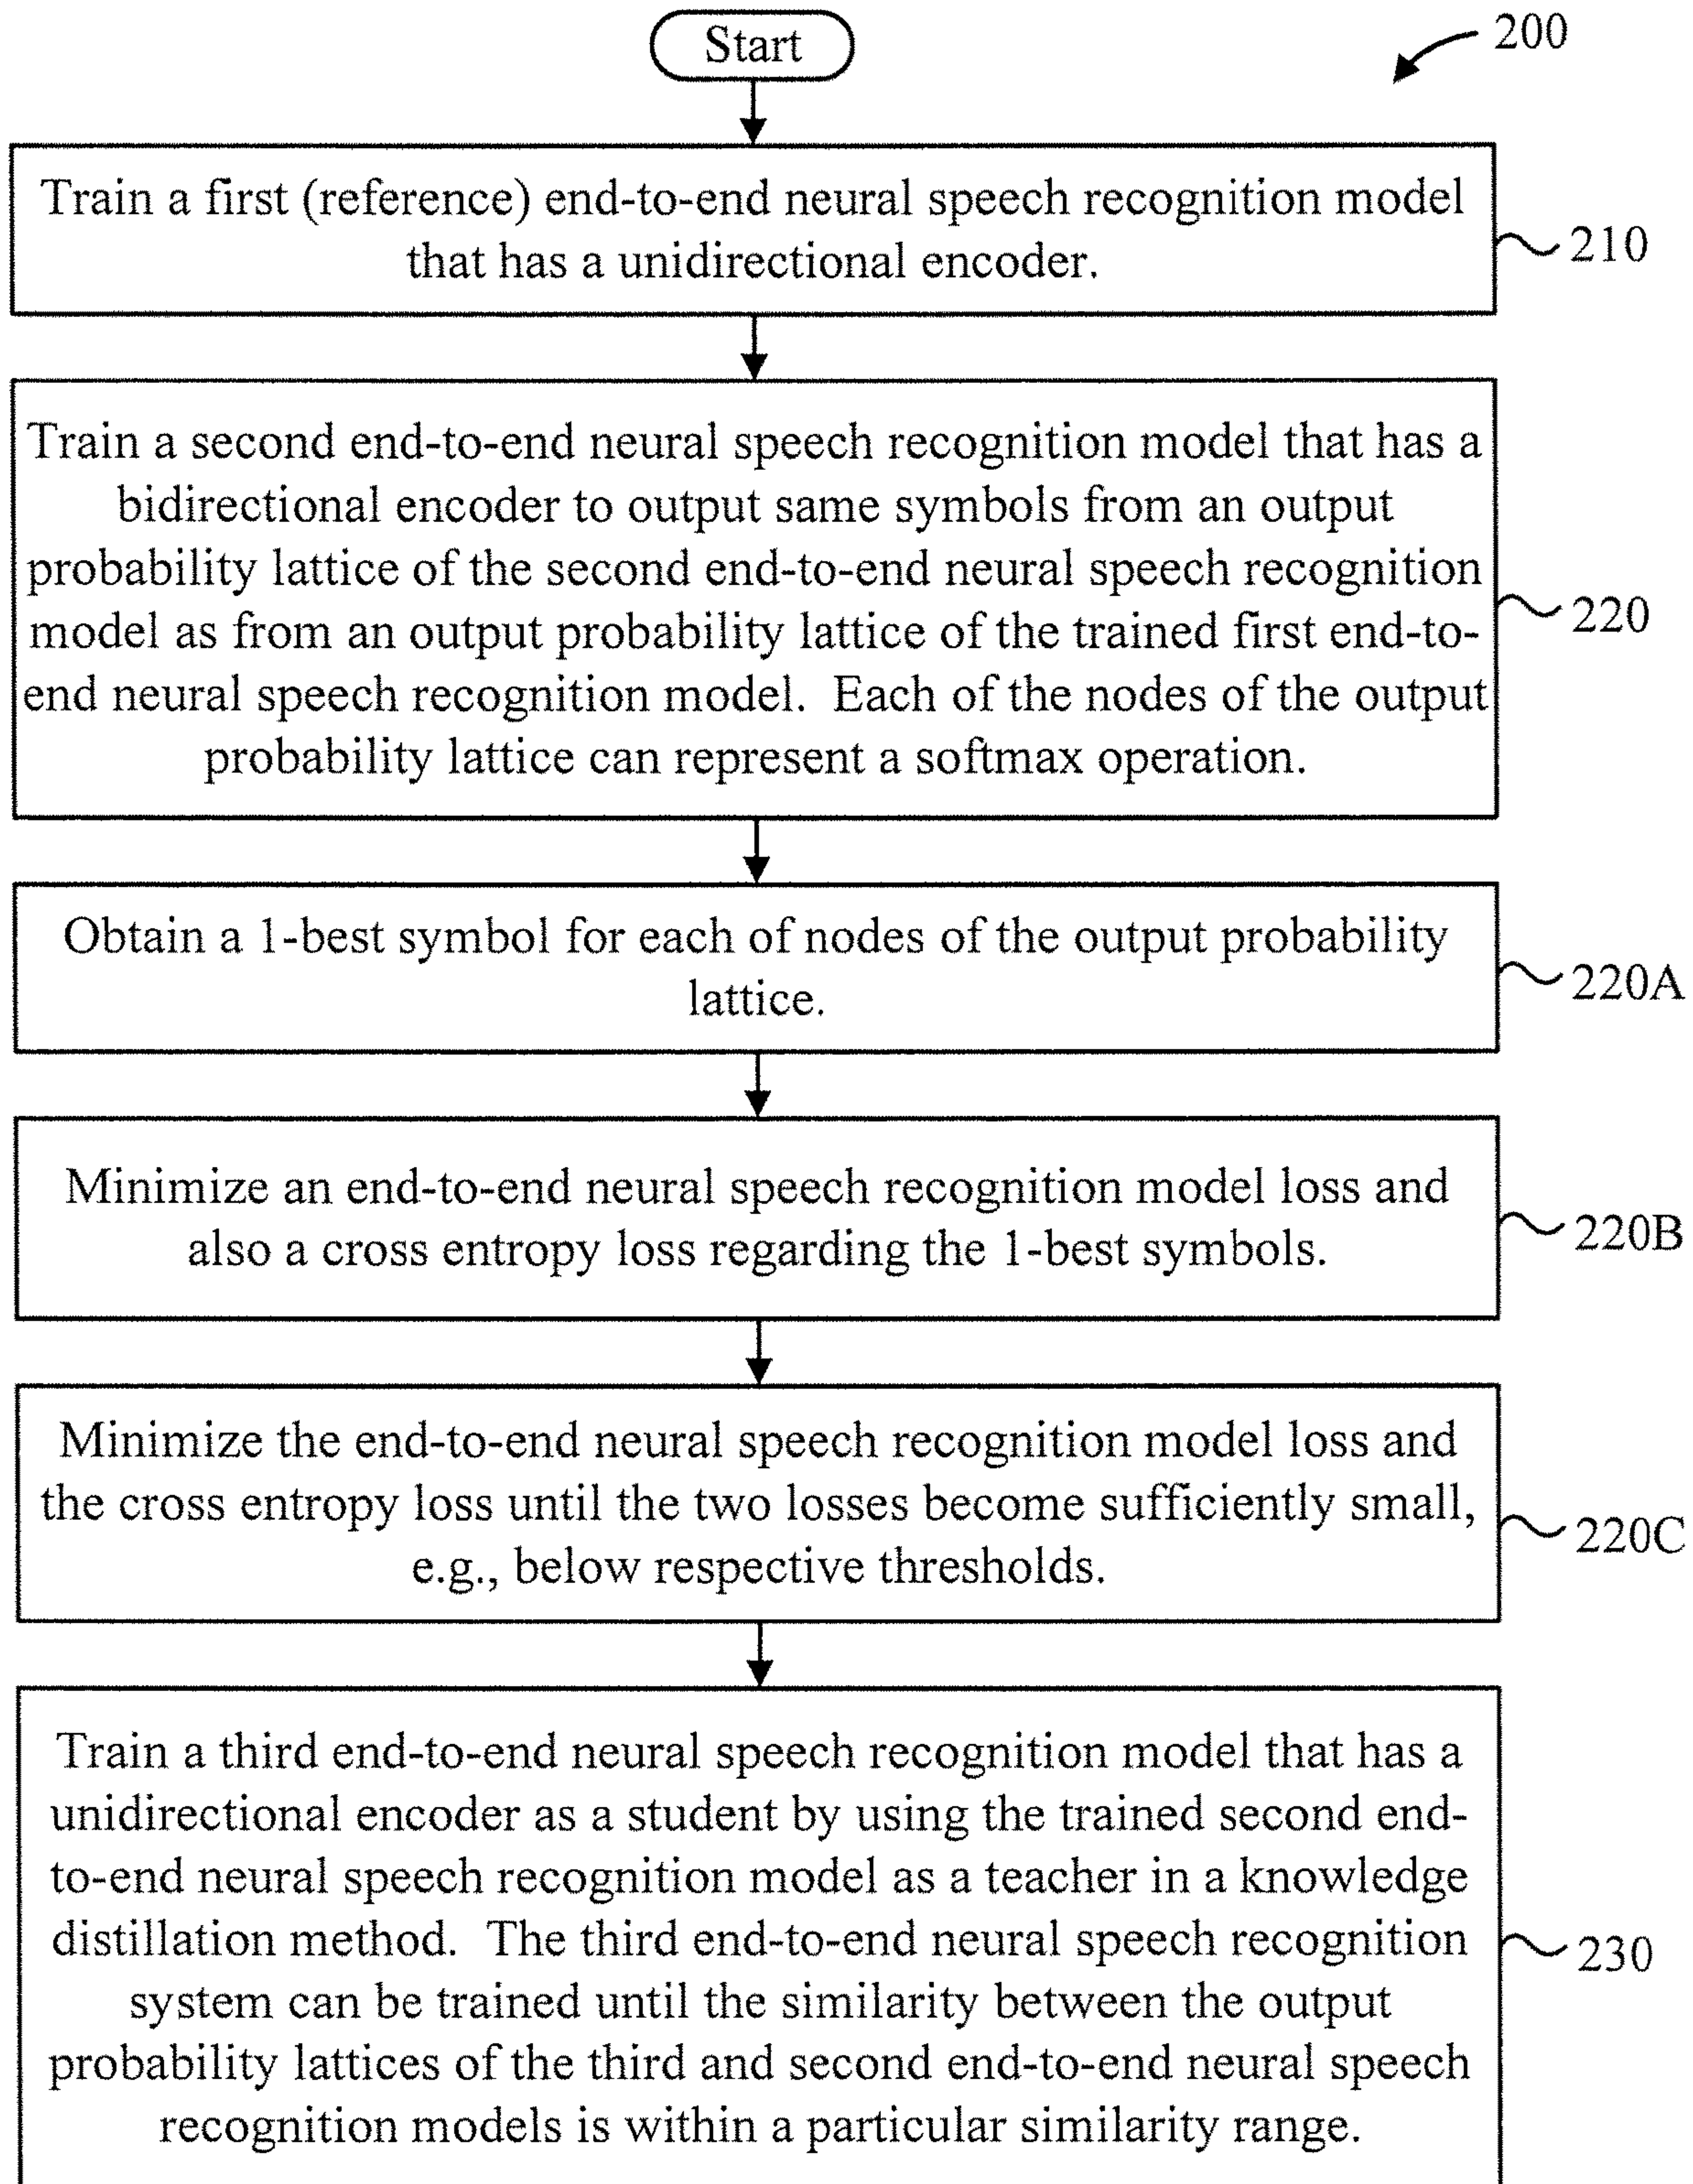 Start
200
Train a first (reference) end-to-end neural speech recognition model
that has a unidirectional encoder.
210
Train a second end-to-end neural speech recognition model that has a
bidirectional encoder to output same symbols from an output
probability lattice of the second end-to-end neural speech recognition
model as from an output probability lattice of the trained first end-to-
end neural speech recognition model.  Each of the nodes of the output
probability lattice can represent a softmax operation.
220
Obtain a 1-best symbol for each of nodes of the output probability
lattice.
220A
Minimize an end-to-end neural speech recognition model loss and
also a cross entropy loss regarding the 1-best symbols.
220B
Minimize the end-to-end neural speech recognition model loss and
the cross entropy loss until the two losses become sufficiently small,
e.g., below respective thresholds.
220C
Train a third end-to-end neural speech recognition model that has a
unidirectional encoder as a student by using the trained second end-
to-end neural speech recognition model as a teacher in a knowledge
distillation method.  The third end-to-end neural speech recognition
system can be trained until the similarity between the output
probability lattices of the third and second end-to-end neural speech
recognition models is within a particular similarity range.
230